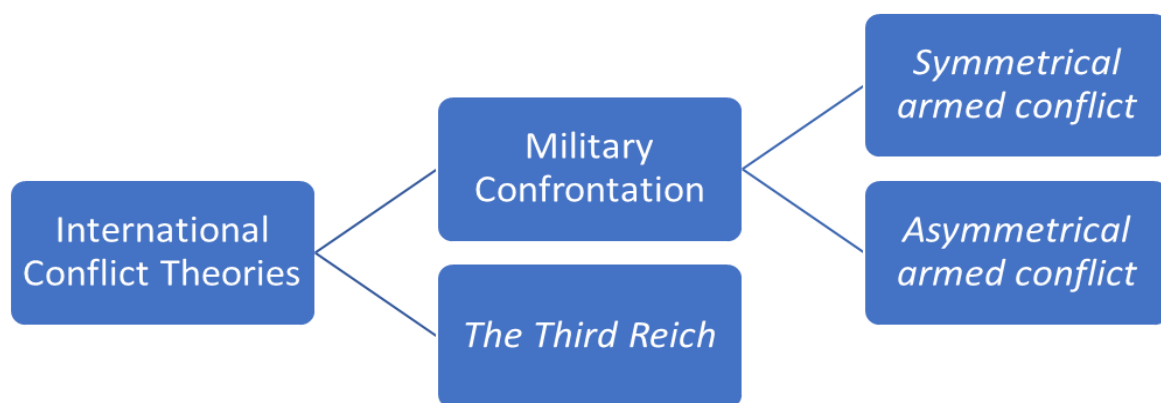 International
Conflict Theories
Military
Confrontation
The Third Reich
Symmetrical
armed conflict
Asymmetrical
armed conflict